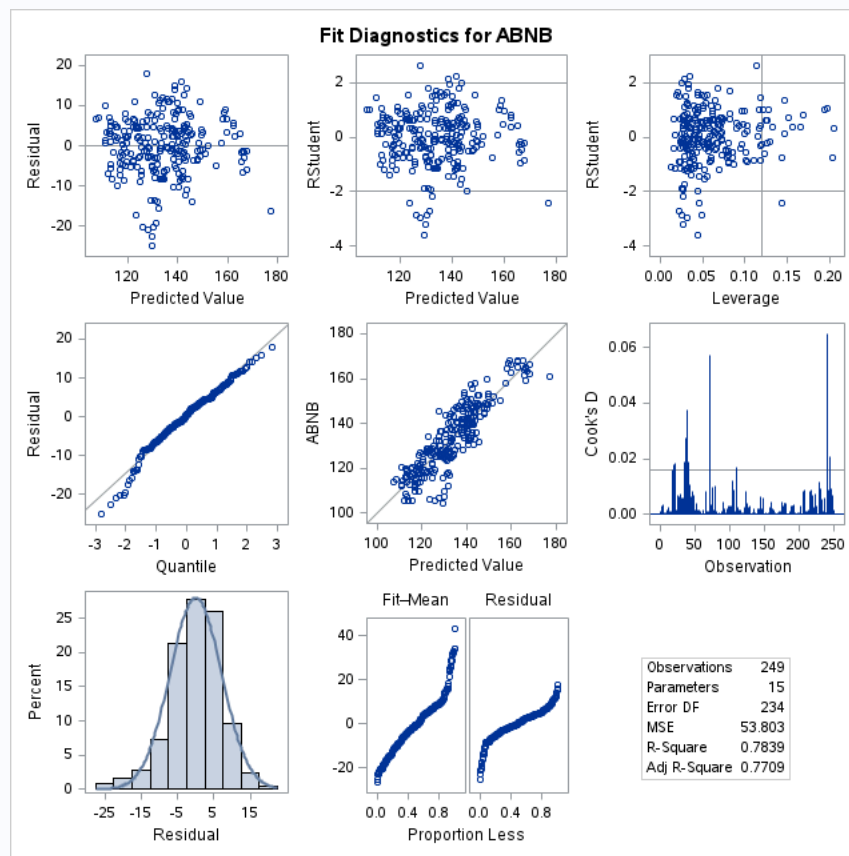 Fit Diagnostics for ABNB
20
10
0
-10
-20
Residual
120 140 160 180
Predicted Value
2
0
-2
-4
RStudent
120 140 160 180
Predicted Value
2
0
-2
-4
RStudent
0.00 0.05 0.10 0.15 0.20
Leverage
20
10
0
-10
-20
Residual
-3 -2 -1 0 1 2 3
Quantile
180
160
140
120
100
ABNB
100 120 140 160 180
Predicted Value
0.06
0.04
0.02
0.00
Cook's D
0 50 100 150 200 250
Observation
25
20
15
10
5
0
Percent
-25 -15 -5 5 15
Residual
Fit–Mean Residual
40
20
0
-20
0.0 0.4 0.8 0.0 0.4 0.8
Proportion Less
Observations 249
Parameters 15
Error DF 234
MSE 53.803
R-Square 0.7839
Adj R-Square 0.7709